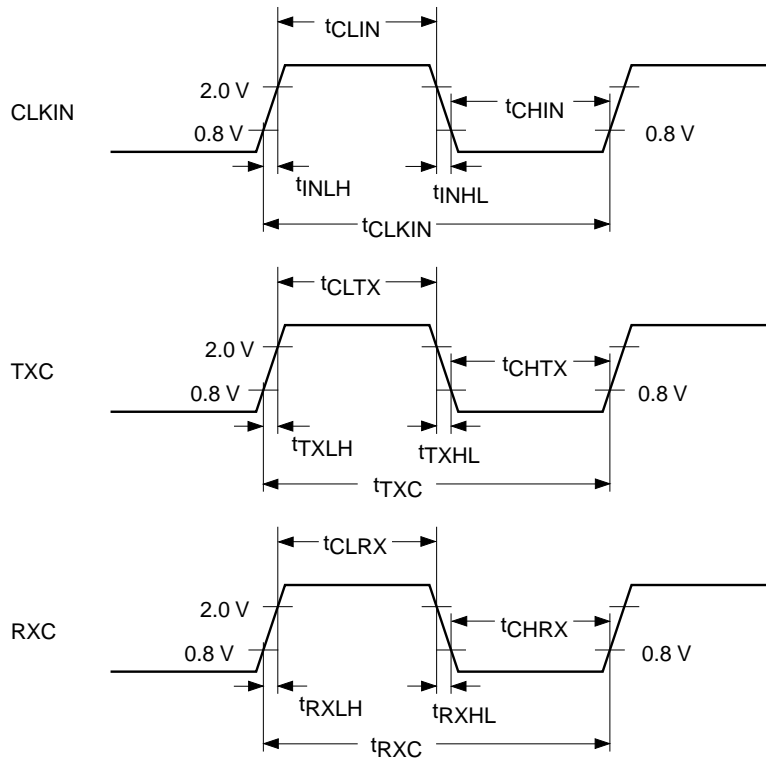 tCLIN
2.0 V
CLKIN
tCHIN
0.8 V
0.8 V
tINLH
tINHL
tCLKIN
tCLTX
2.0 V
TXC
tCHTX
0.8 V
0.8 V
tTXLH
tTXHL
tTXC
tCLRX
2.0 V
RXC
tCHRX
0.8 V
0.8 V
tRXLH
tRXHL
tRXC